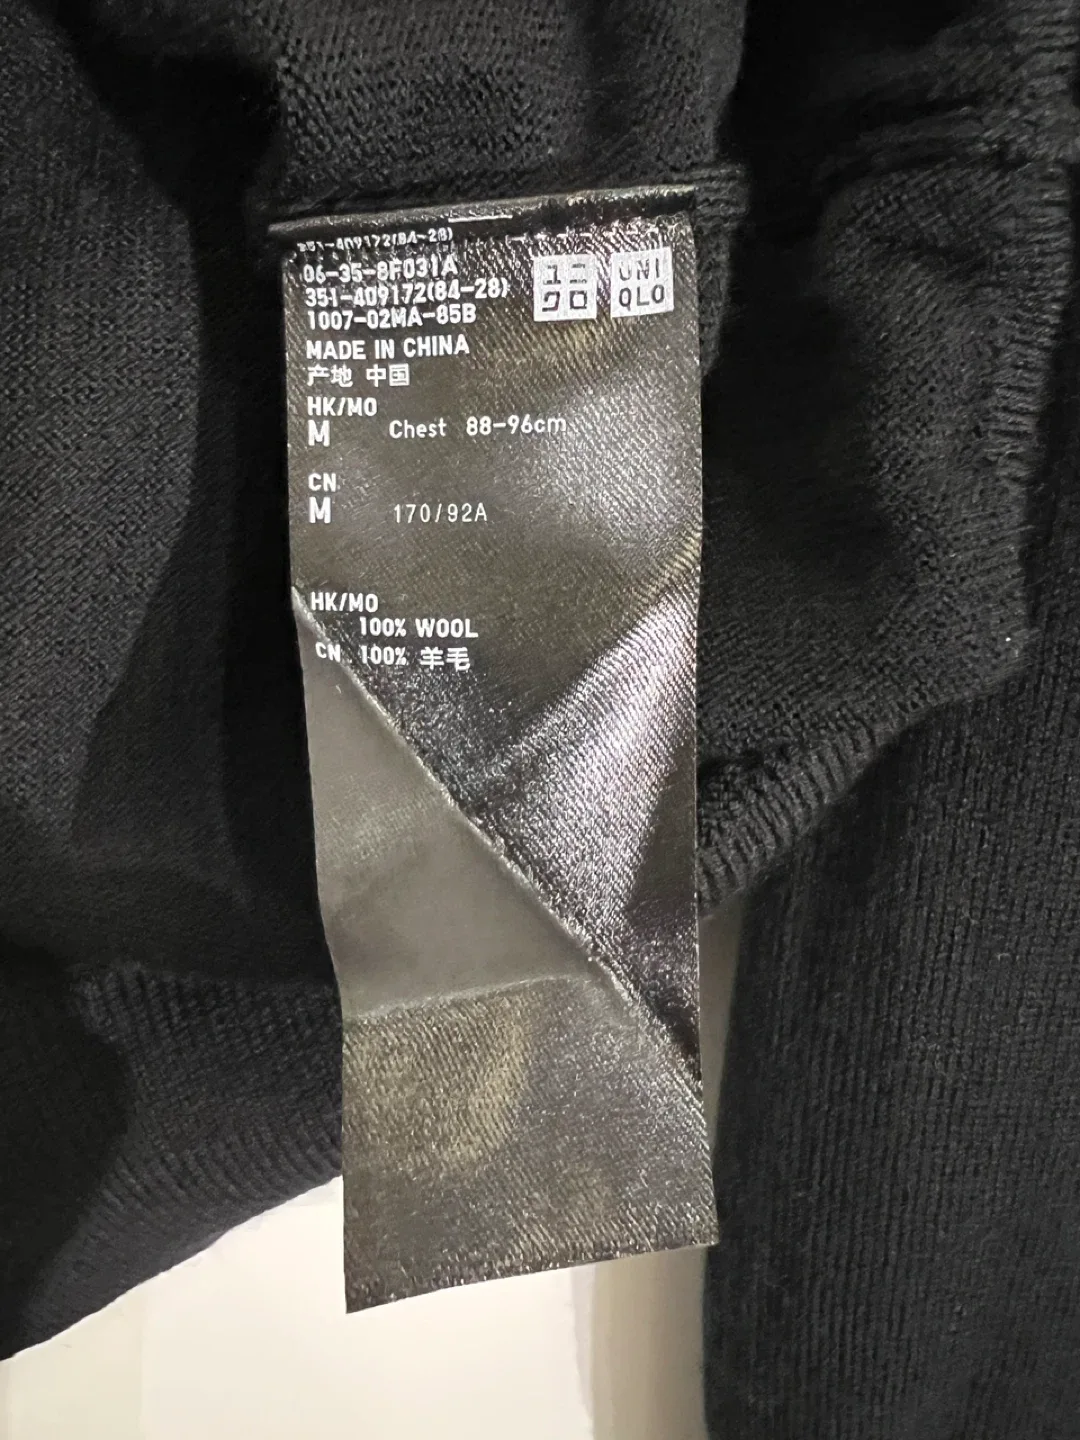 351-409172(84-28)
06-35-8F031A
351-409172(84-28)
1007-02MA-85B
ユニ
クロ
UNI
QLO
MADE IN CHINA
产地 中国
HK/MO
M Chest 88-96cm
CN
M 170/92A
HK/MO
100% WOOL
CN 100% 羊毛